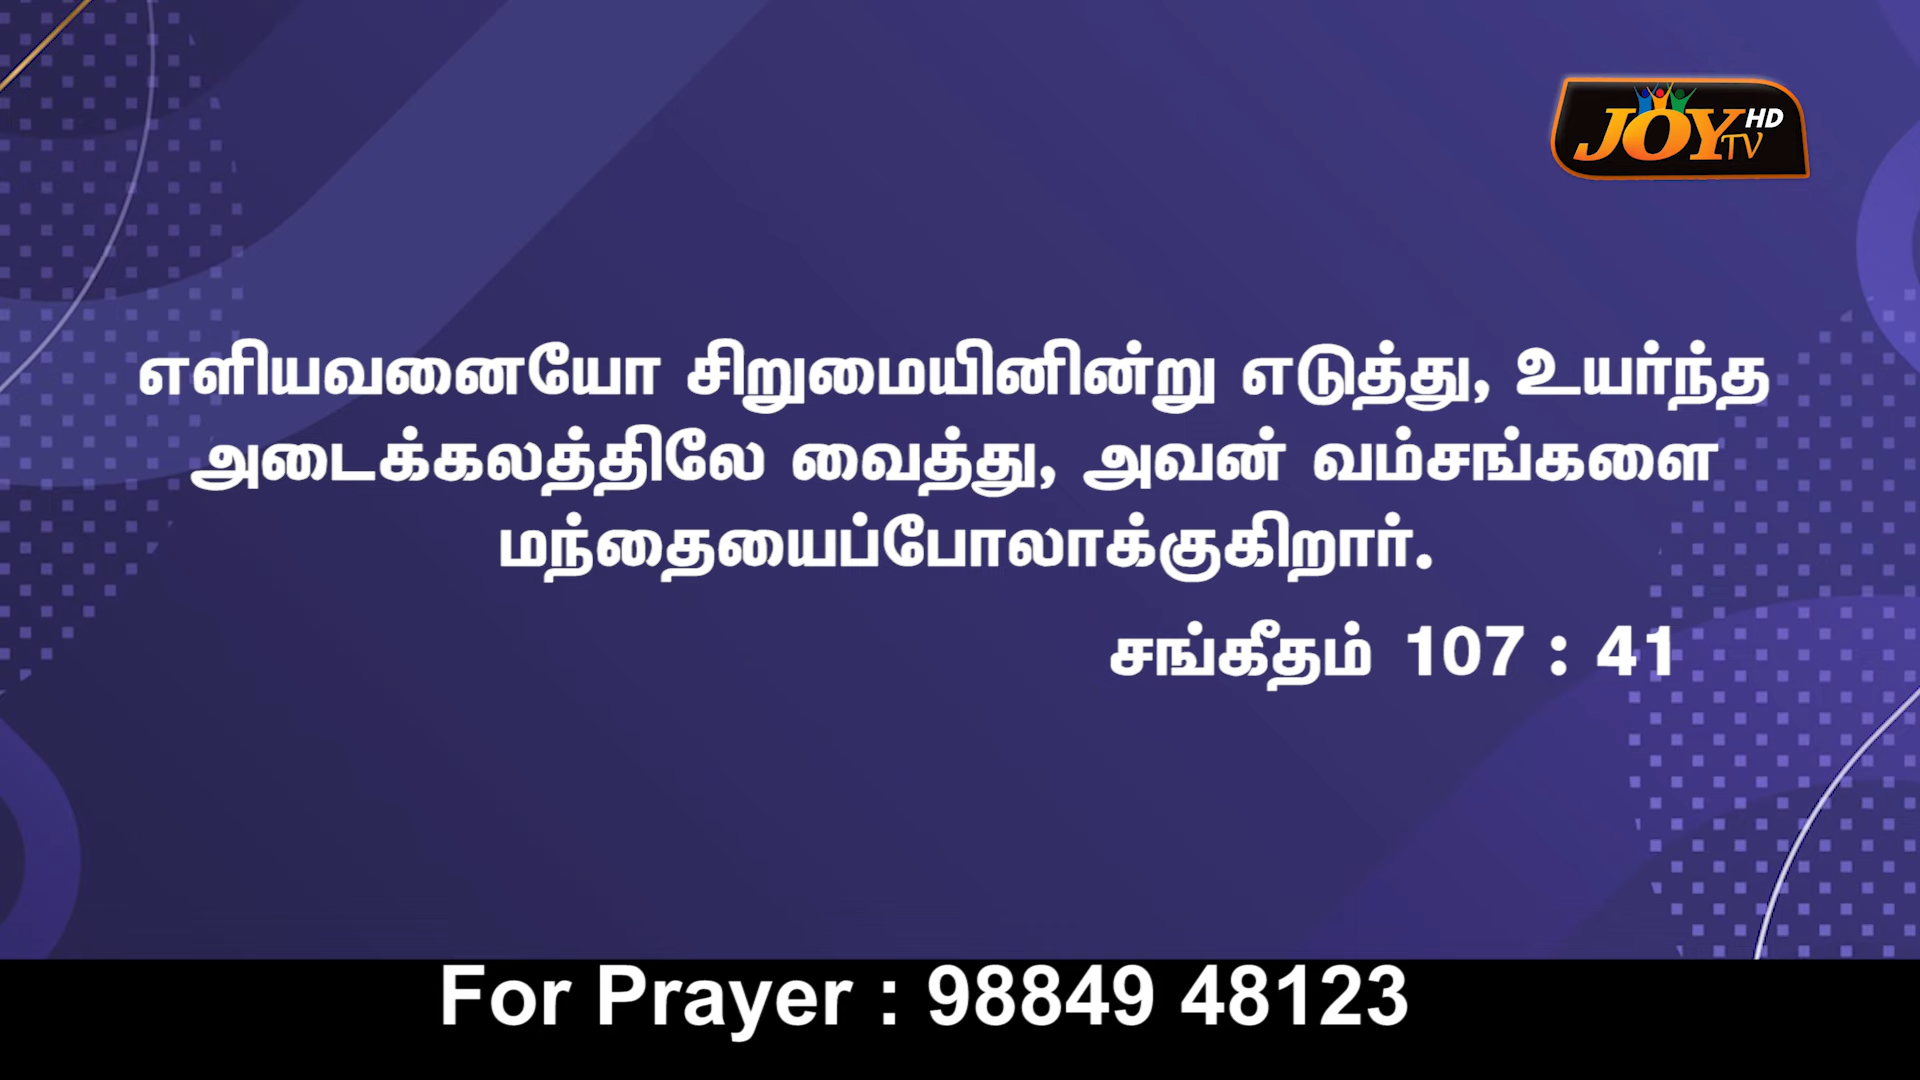 JOY TV HD
எளியவனையோ சிறுமையினின்று எடுத்து, உயர்ந்த
அடைக்கலத்திலே வைத்து, அவன் வம்சங்களை
மந்தையைப்போலாக்குகிறார்.
சங்கீதம் 107 : 41
For Prayer : 98849 48123